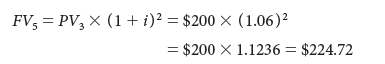 FV₅ = PV₃ × (1 + i)² = $200 × (1.06)²
= $200 × 1.1236 = $224.72